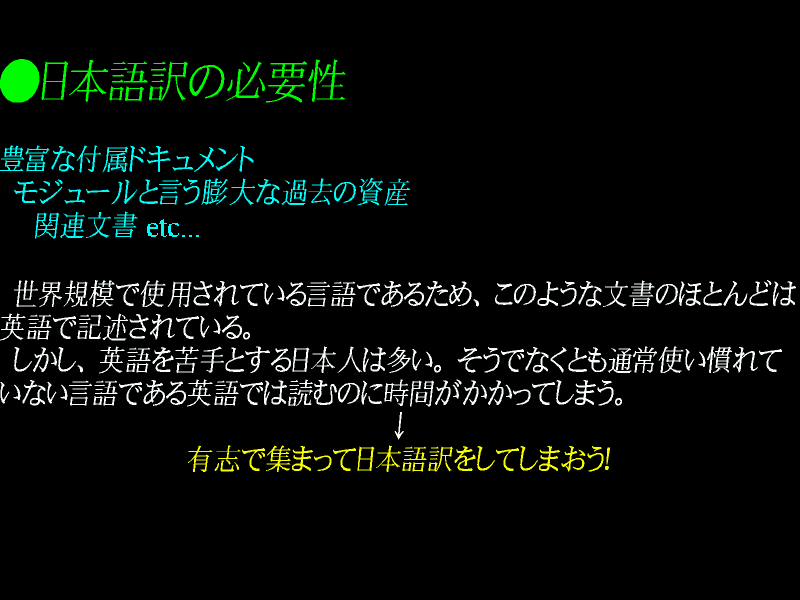 ●日本語訳の必要性
豊富な付属ドキュメント
モジュールと言う膨大な過去の資産
関連文書 etc...
世界規模で使用されている言語であるため、このような文書のほとんどは
英語で記述されている。
しかし、英語を苦手とする日本人は多い。そうでなくとも通常使い慣れて
いない言語である英語では読むのに時間がかかってしまう。
↓
有志で集まって日本語訳をしてしまおう!